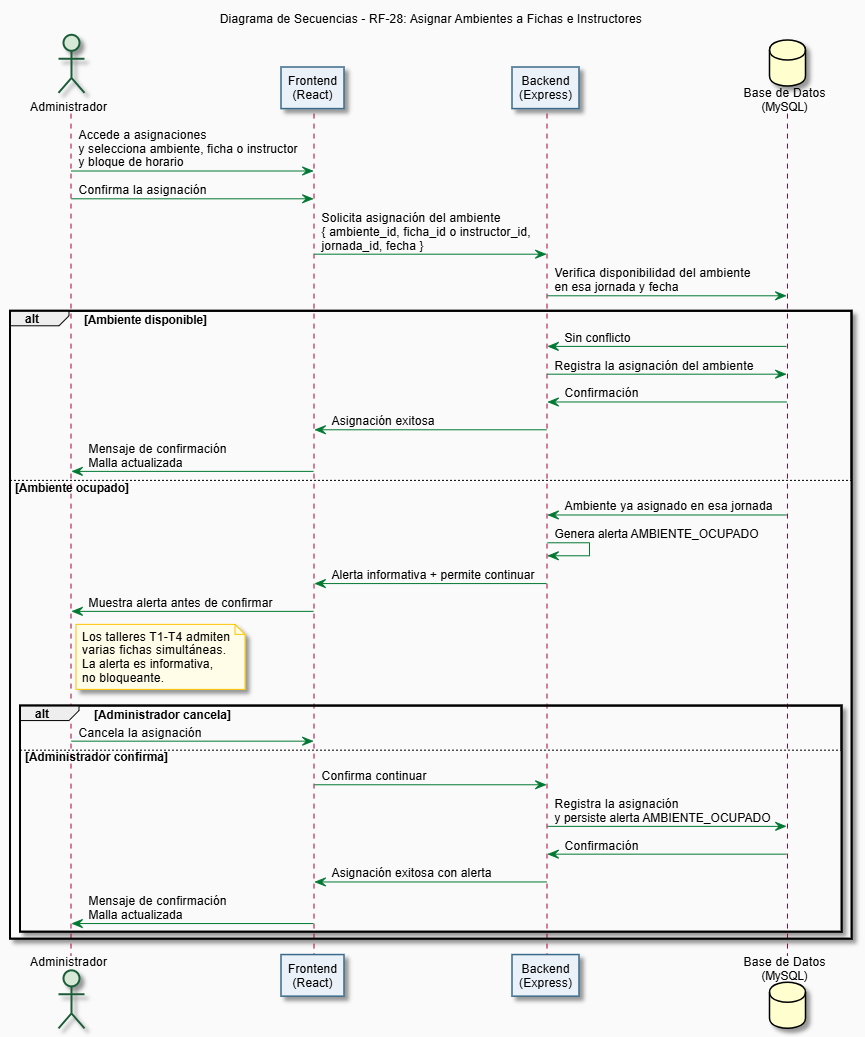 Diagrama de Secuencias - RF-28: Asignar Ambientes a Fichas e Instructores
Administrador
Frontend
(React)
Backend
(Express)
Base de Datos
(MySQL)
Accede a asignaciones
y selecciona ambiente, ficha o instructor
y bloque de horario
Confirma la asignación
Solicita asignación del ambiente
{ ambiente_id, ficha_id o instructor_id,
jornada_id, fecha }
Verifica disponibilidad del ambiente
en esa jornada y fecha
alt
[Ambiente disponible]
Sin conflicto
Registra la asignación del ambiente
Confirmación
Asignación exitosa
Mensaje de confirmación
Malla actualizada
[Ambiente ocupado]
Ambiente ya asignado en esa jornada
Genera alerta AMBIENTE_OCUPADO
Alerta informativa + permite continuar
Muestra alerta antes de confirmar
Los talleres T1-T4 admiten
varias fichas simultáneas.
La alerta es informativa,
no bloqueante.
alt
[Administrador cancela]
Cancela la asignación
[Administrador confirma]
Confirma continuar
Registra la asignación
y persiste alerta AMBIENTE_OCUPADO
Confirmación
Asignación exitosa con alerta
Mensaje de confirmación
Malla actualizada
Administrador
Frontend
(React)
Backend
(Express)
Base de Datos
(MySQL)